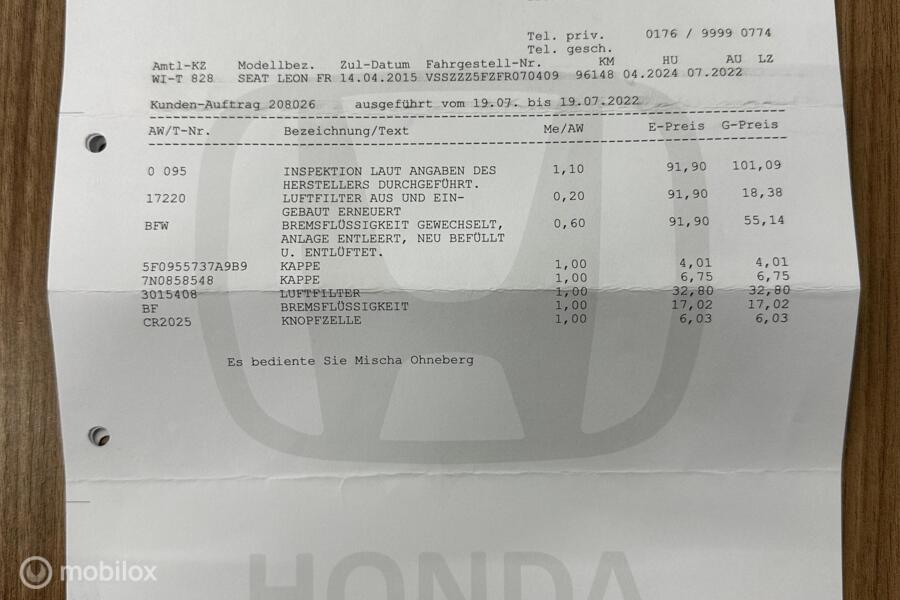 Tel. priv. 0176 / 9999 0774
Tel. gesch.
Amtl-KZ Modellbez. Zul-Datum Fahrgestell-Nr. KM HU AU LZ
WI-T 828 SEAT LEON FR 14.04.2015 VSSZZZ5FZFR070409 96148 04.2024 07.2022
Kunden-Auftrag 208026 ausgeführt vom 19.07. bis 19.07.2022
AW/T-Nr. Bezeichnung/Text Me/AW E-Preis G-Preis
0 095 INSPEKTION LAUT ANGABEN DES 1,10 91,90 101,09
HERSTELLERS DURCHGEFÜHRT.
17220 LUFTFILTER AUS UND EIN- 0,20 91,90 18,38
GEBAUT ERNEUERT
BFW BREMSFLÜSSIGKEIT GEWECHSELT, 0,60 91,90 55,14
ANLAGE ENTLEERT, NEU BEFÜLLT
U. ENTLÜFTET.
5F0955737A9B9 KAPPE 1,00 4,01 4,01
7N0858548 KAPPE 1,00 6,75 6,75
3015408 LUFTFILTER 1,00 32,80 32,80
BF BREMSFLÜSSIGKEIT 1,00 17,02 17,02
CR2025 KNOPFZELLE 1,00 6,03 6,03
Es bediente Sie Mischa Ohneberg
HONDA
mobilox